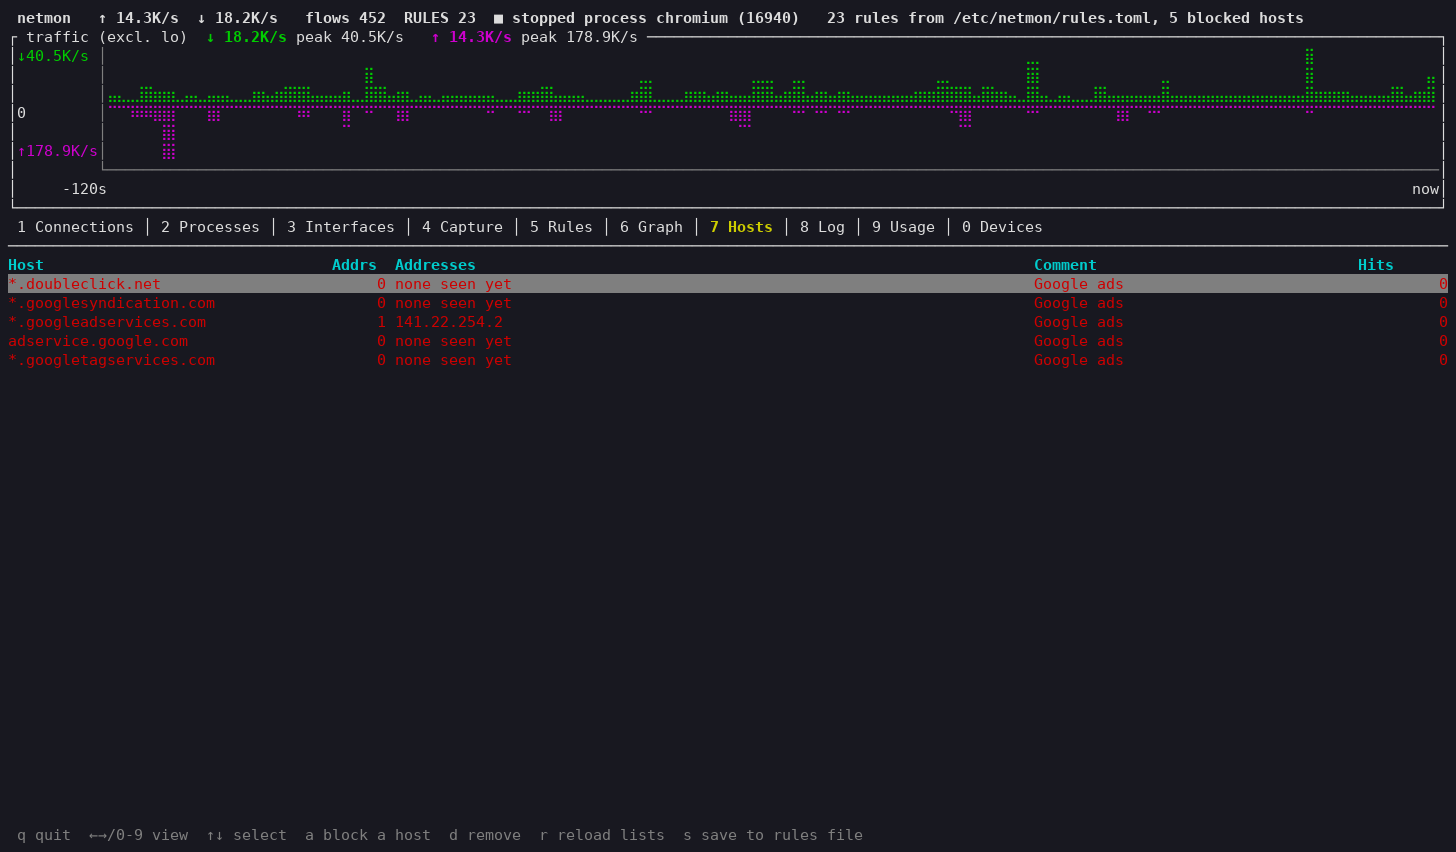 netmon ↑ 14.3K/s ↓ 18.2K/s flows 452 RULES 23 ■ stopped process chromium (16940) 23 rules from /etc/netmon/rules.toml, 5 blocked hosts
traffic (excl. lo) ↓ 18.2K/s peak 40.5K/s ↑ 14.3K/s peak 178.9K/s
↓40.5K/s
0
↑178.9K/s
-120s now
1 Connections │ 2 Processes │ 3 Interfaces │ 4 Capture │ 5 Rules │ 6 Graph │ 7 Hosts │ 8 Log │ 9 Usage │ 0 Devices
Host Addrs Addresses Comment Hits
*.doubleclick.net 0 none seen yet Google ads 0
*.googlesyndication.com 0 none seen yet Google ads 0
*.googleadservices.com 1 141.22.254.2 Google ads 0
adservice.google.com 0 none seen yet Google ads 0
*.googletagservices.com 0 none seen yet Google ads 0
q quit ←→/0-9 view ↑↓ select a block a host d remove r reload lists s save to rules file